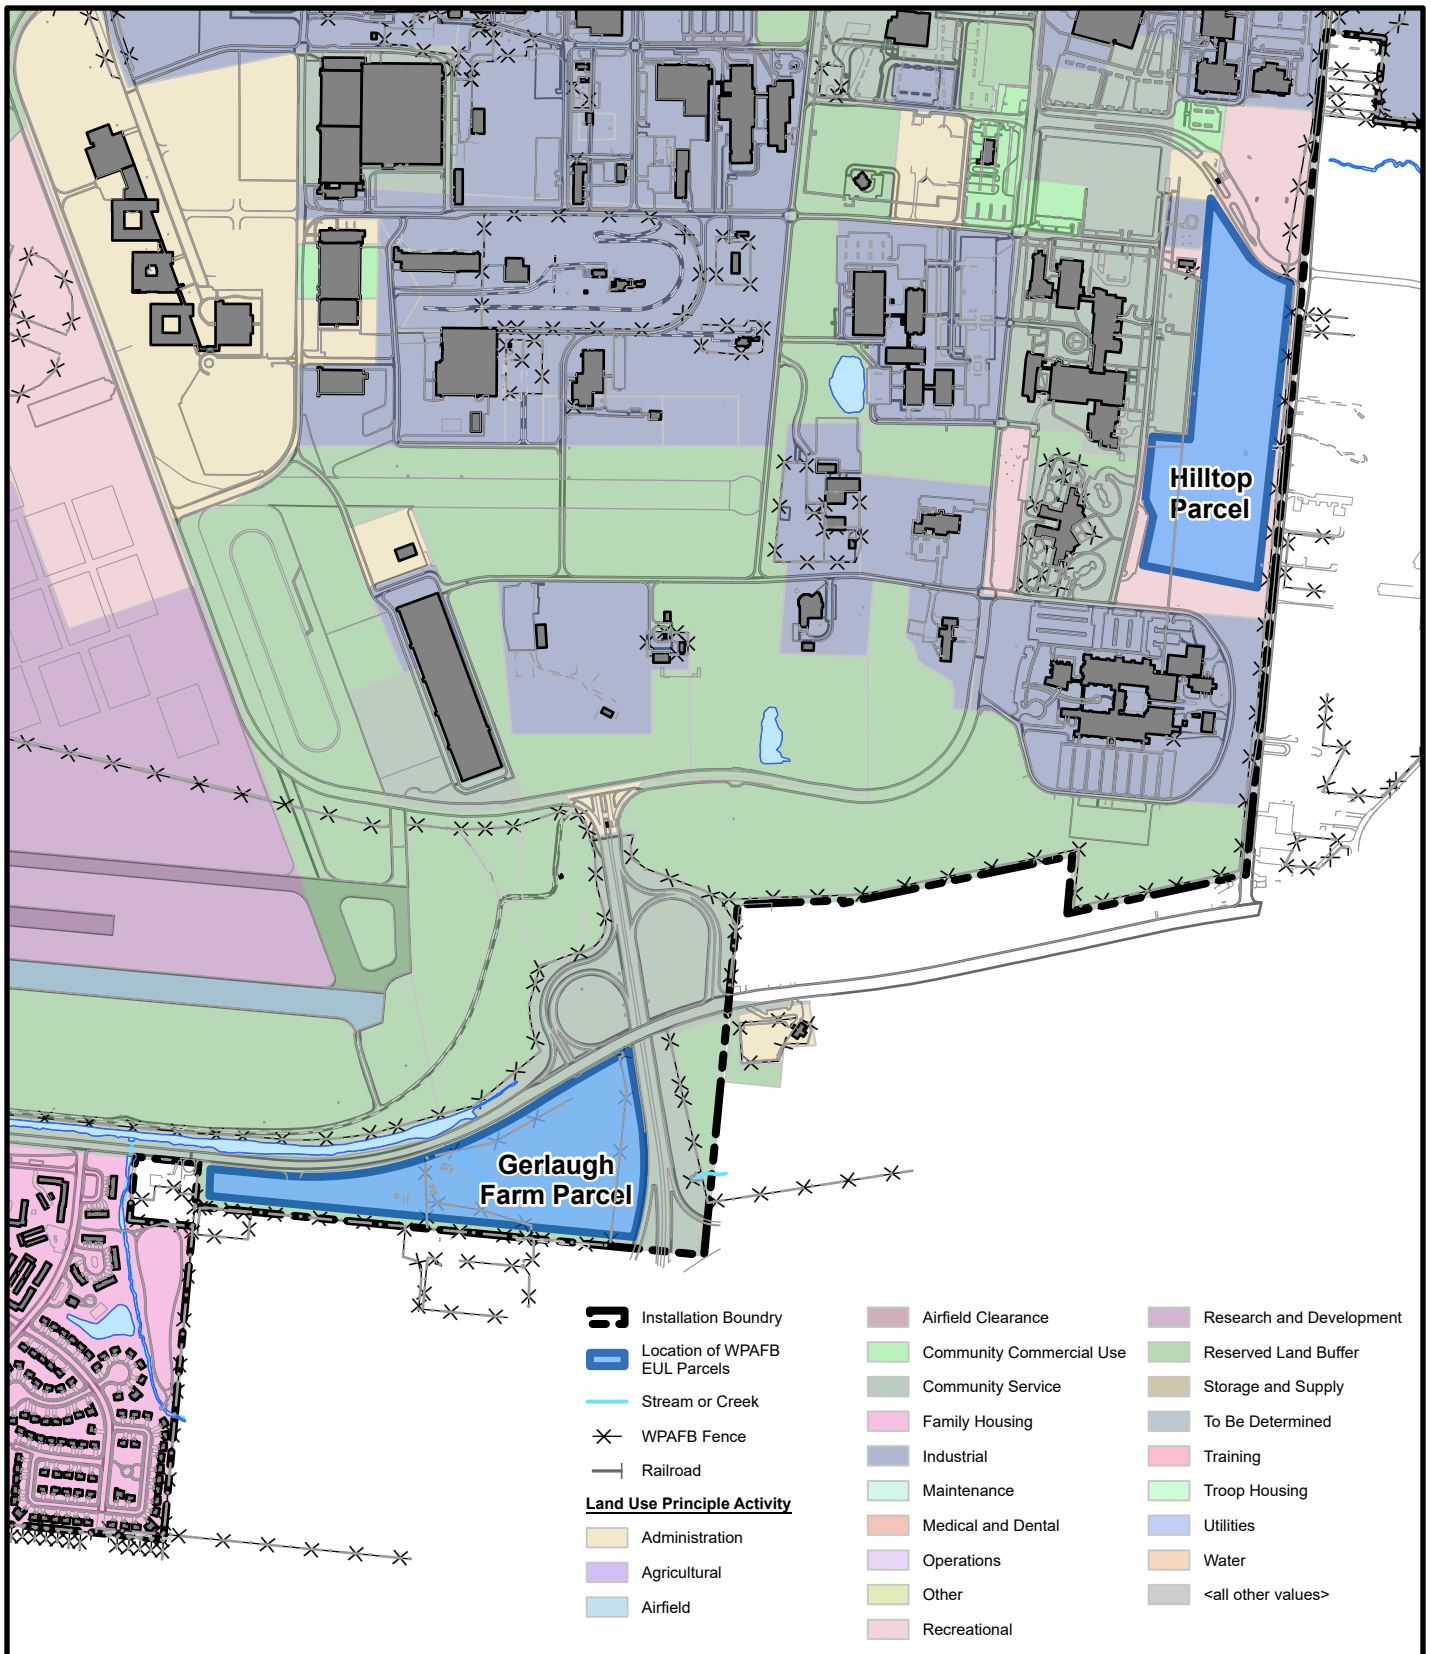 Hilltop
Parcel
Gerlaugh
Farm Parcel
Installation Boundry
Location of WPAFB
EUL Parcels
Stream or Creek
WPAFB Fence
Railroad
Land Use Principle Activity
Administration
Agricultural
Airfield
Airfield Clearance
Community Commercial Use
Community Service
Family Housing
Industrial
Maintenance
Medical and Dental
Operations
Other
Recreational
Research and Development
Reserved Land Buffer
Storage and Supply
To Be Determined
Training
Troop Housing
Utilities
Water
<all other values>